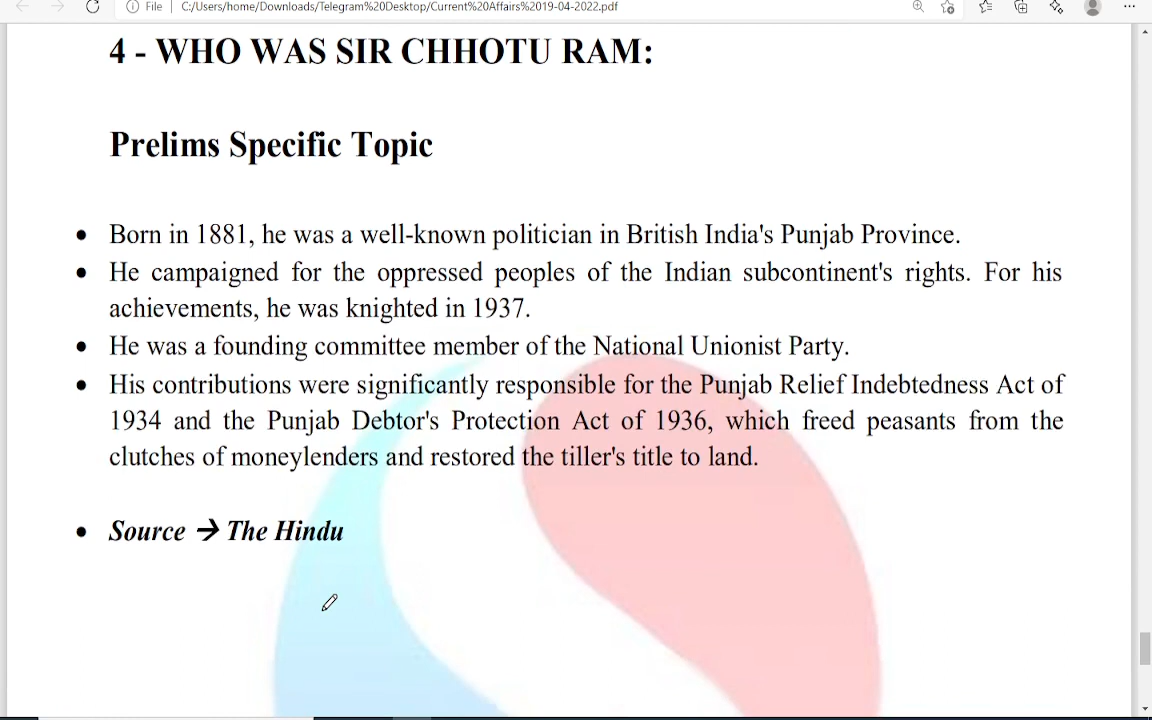 File | C:/Users/home/Downloads/Telegram%20Desktop/Current%20Affairs%2019-04-2022.pdf
4 - WHO WAS SIR CHHOTU RAM:
Prelims Specific Topic
• Born in 1881, he was a well-known politician in British India's Punjab Province.
• He campaigned for the oppressed peoples of the Indian subcontinent's rights. For his
achievements, he was knighted in 1937.
• He was a founding committee member of the National Unionist Party.
• His contributions were significantly responsible for the Punjab Relief Indebtedness Act of
1934 and the Punjab Debtor's Protection Act of 1936, which freed peasants from the
clutches of moneylenders and restored the tiller's title to land.
• Source → The Hindu